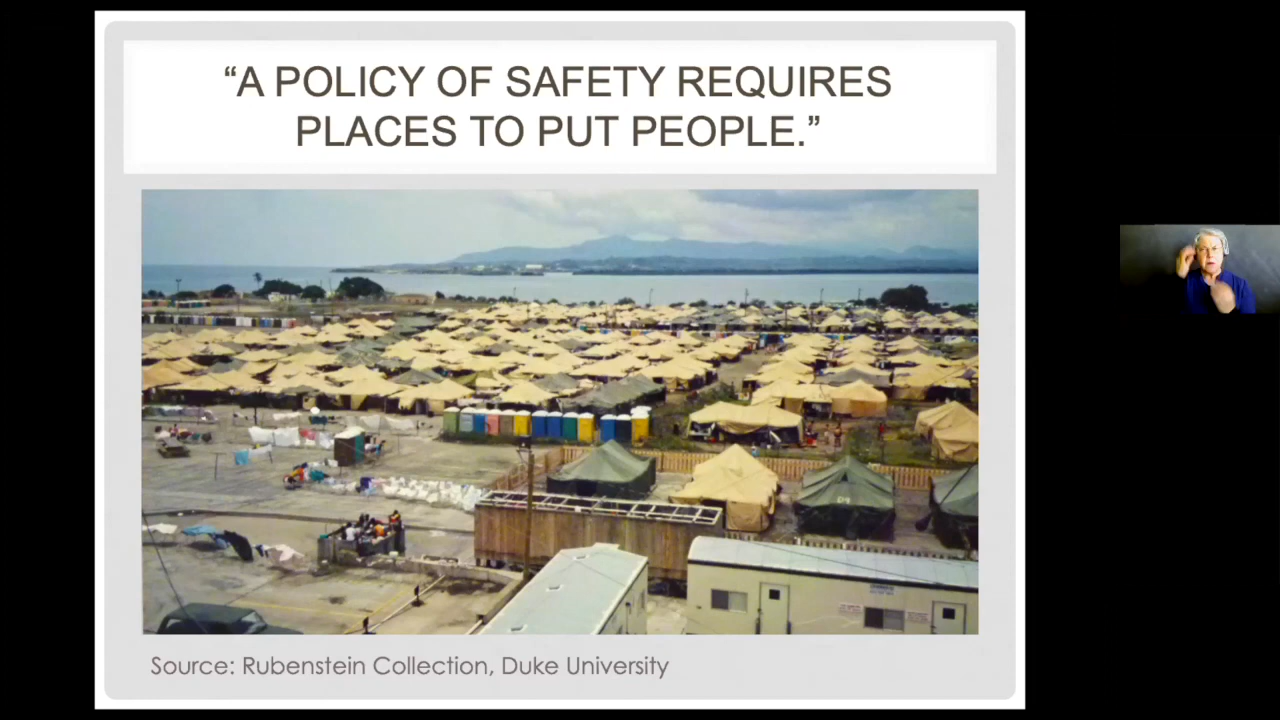 “A POLICY OF SAFETY REQUIRES
PLACES TO PUT PEOPLE.”
Source: Rubenstein Collection, Duke University